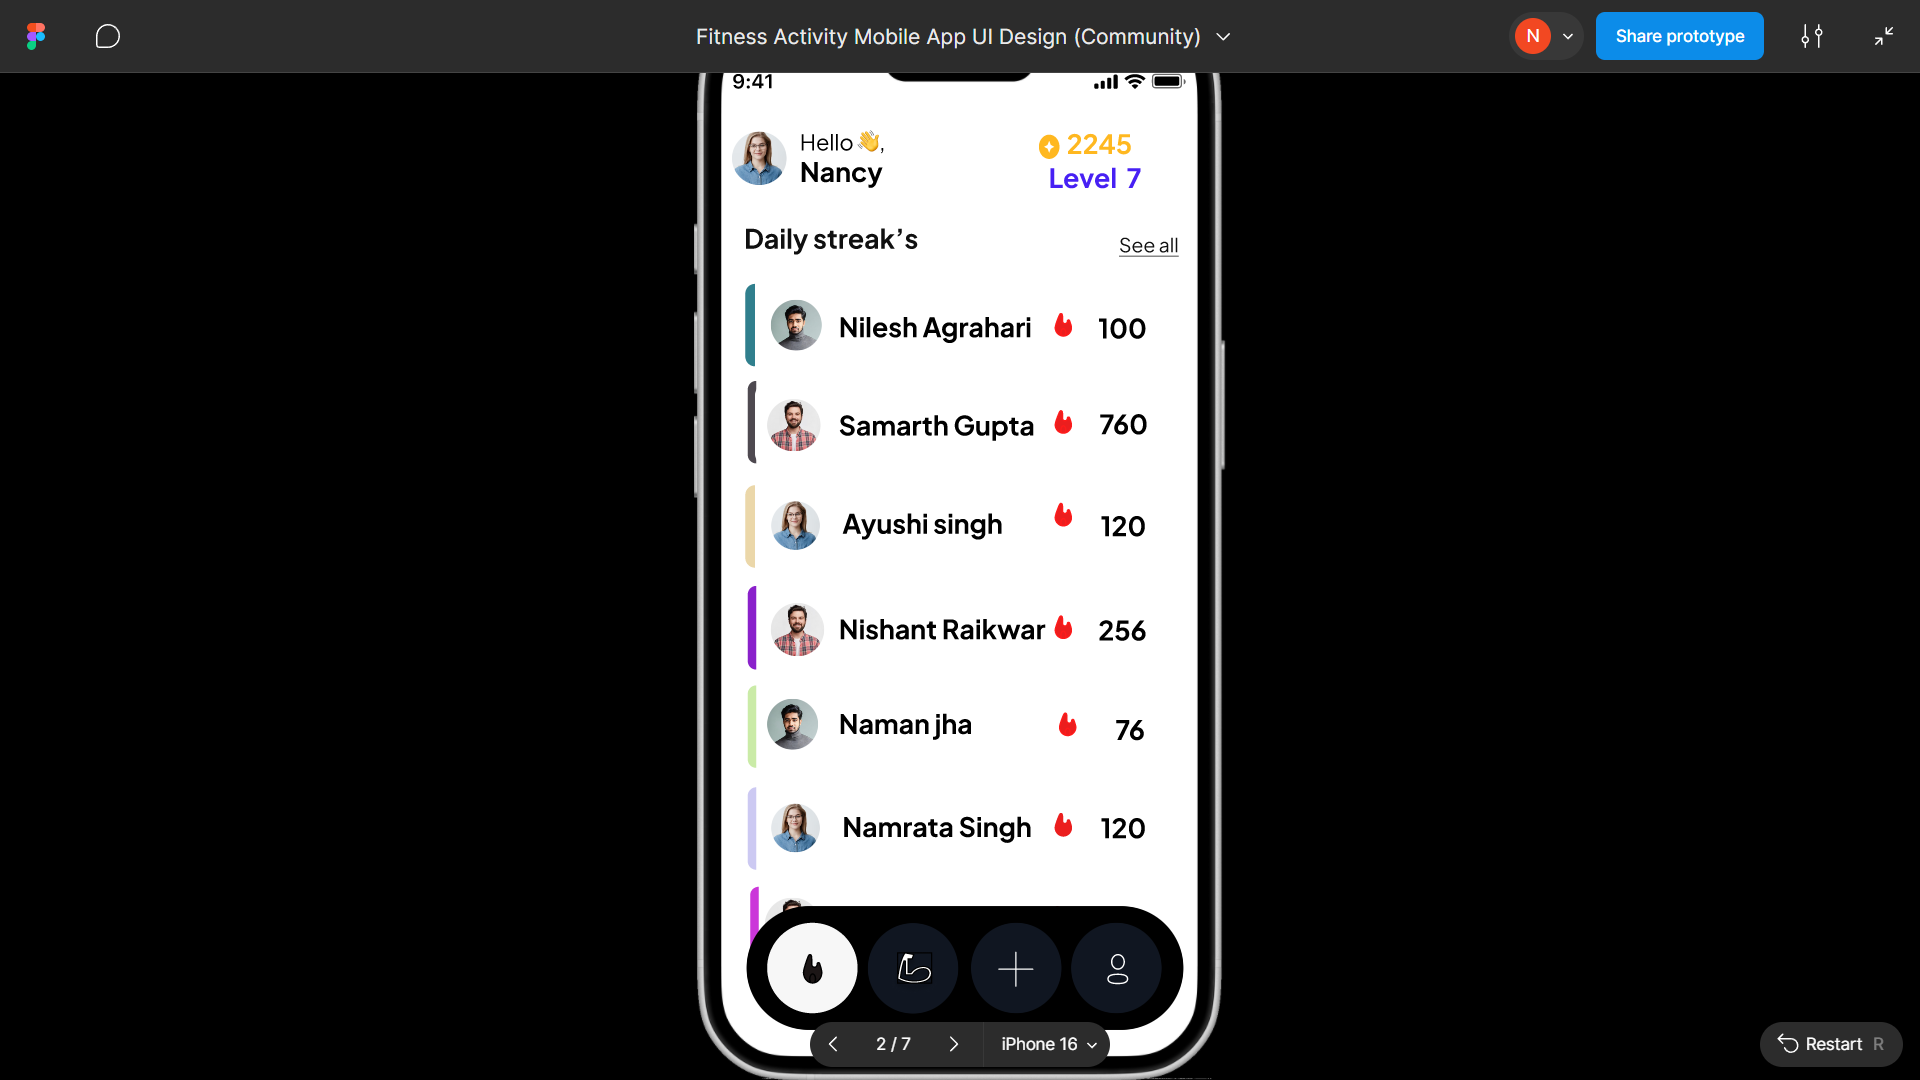 Fitness Activity Mobile App UI Design (Community)
N
Share prototype
9:41
Hello👋,
Nancy
2245
Level 7
Daily streak’s
See all
Nilesh Agrahari 100
Samarth Gupta 760
Ayushi singh 120
Nishant Raikwar 256
Naman jha 76
Namrata Singh 120
2 / 7
iPhone 16
Restart R